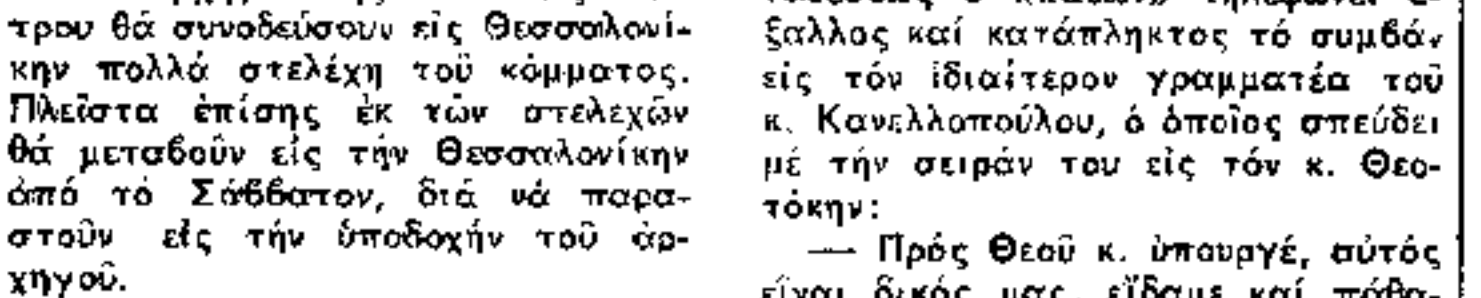 τρου θά συνοδεύσουν εἰς Θεσσαλονί-
κην πολλά στελέχη τοῦ κόμματος.
Πλεῖστα ἐπίσης ἐκ τῶν στελεχῶν
θά μεταβοῦν εἰς τήν Θεσσαλονίκην
ἀπό τό Σάββατον, διά νά παρα-
στοῦν εἰς τήν ὑποδοχήν τοῦ ἀρ-
χηγοῦ.
ξαλλος καί κατάπληκτος τό συμβάν
εἰς τόν ἰδιαίτερον γραμματέα τοῦ
κ. Κανελλοπούλου, ὁ ὁποῖος σπεύδει
μέ τήν σειράν του εἰς τόν κ. Θεο-
τόκην:
— Πρός Θεοῦ κ. ὑπουργέ, αὐτός
εἶναι δικός μας, εἴδαμε καί πάθα-